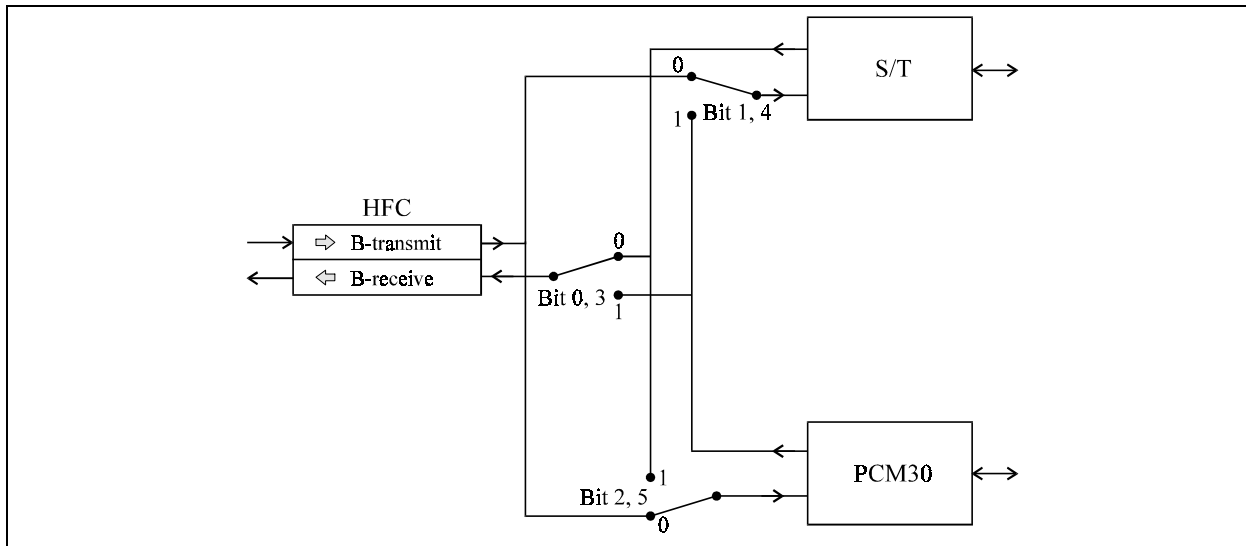 S/T
0
Bit 1, 4
1
HFC
B-transmit
0
B-receive
Bit 0, 3
1
1
PCM30
Bit 2, 5
0